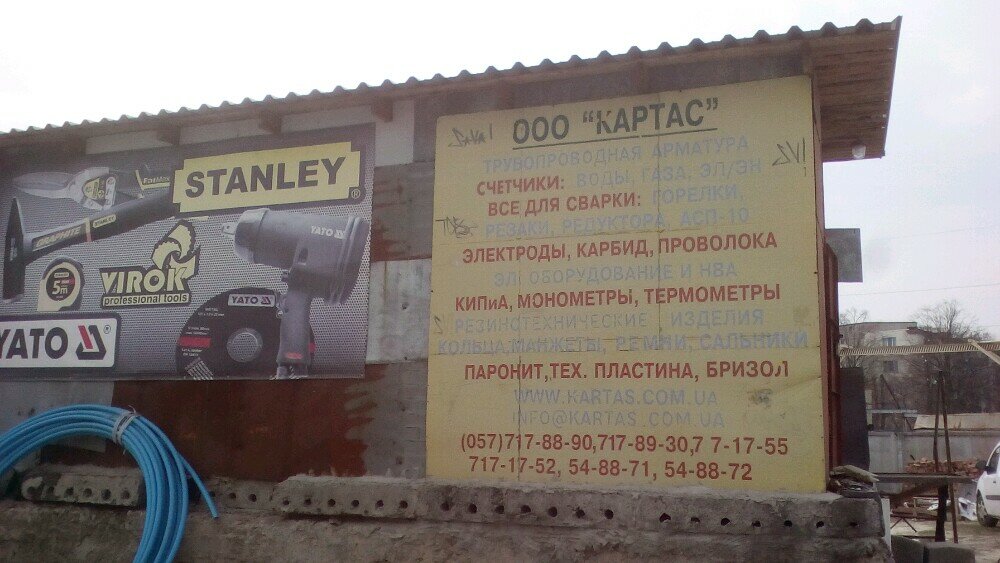 STANLEY
GRAPHITE
YATO
VIROK
professional tools
5m
YATO
YATO
ООО "КАРТАС"
ТРУБОПРОВОДНАЯ АРМАТУРА
СЧЕТЧИКИ: ВОДЫ, ГАЗА, ЭЛ/ЭН
ВСЕ ДЛЯ СВАРКИ: ГОРЕЛКИ,
РЕЗАКИ, РЕДУКТОРА, АСП-10
ЭЛЕКТРОДЫ, КАРБИД, ПРОВОЛОКА
ЭЛ. ОБОРУДОВАНИЕ И НВА
КИПиА, МОНОМЕТРЫ, ТЕРМОМЕТРЫ
РЕЗИНОТЕХНИЧЕСКИЕ ИЗДЕЛИЯ
КОЛЬЦА, МАНЖЕТЫ, РЕМНИ, САЛЬНИКИ
ПАРОНИТ, ТЕХ. ПЛАСТИНА, БРИЗОЛ
WWW.KARTAS.COM.UA
INFO@KARTAS.COM.UA
(057)717-88-90,717-89-30,7 7-17-55
717-17-52, 54-88-71, 54-88-72